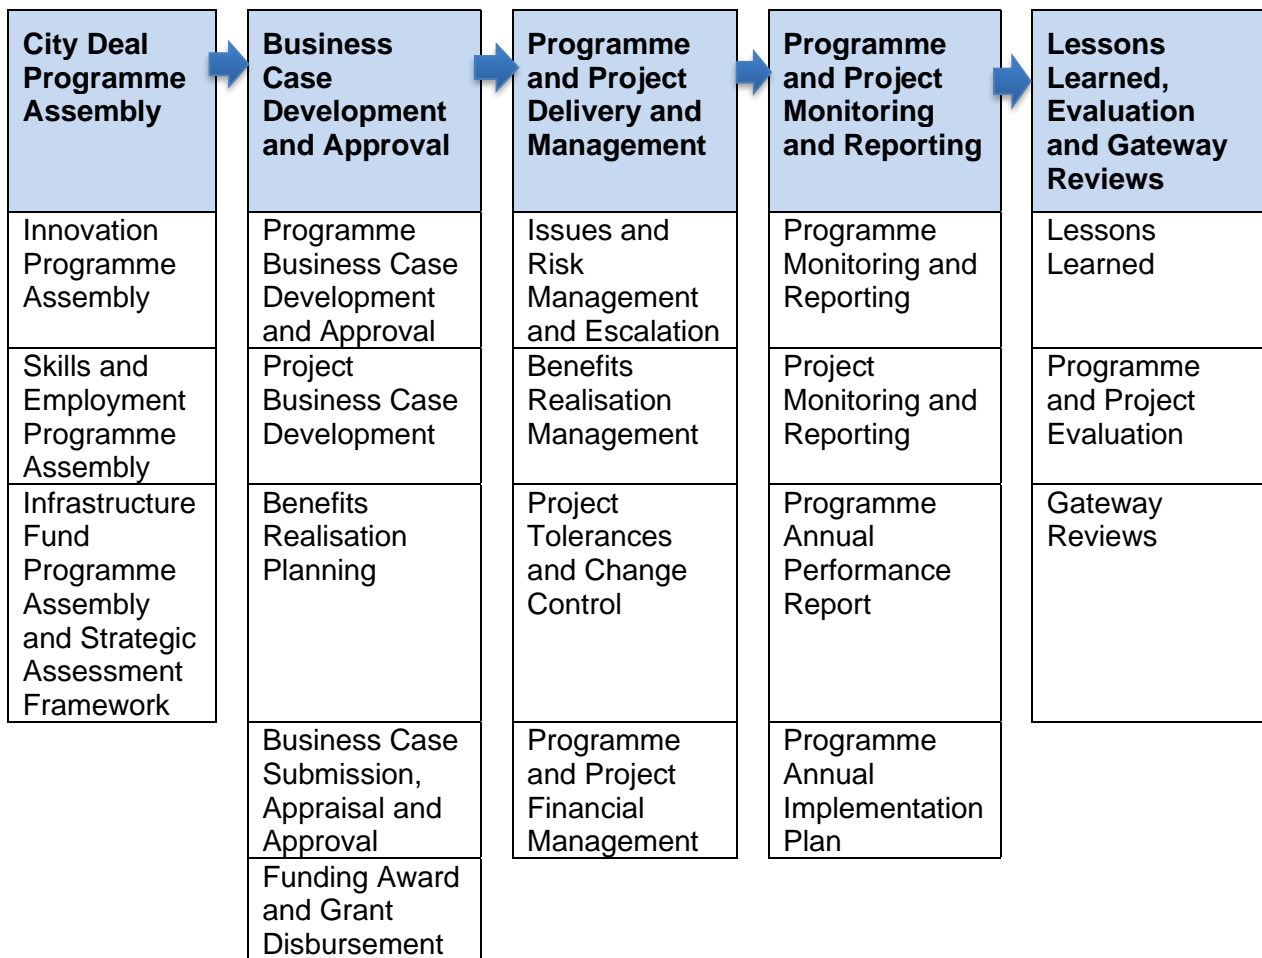 City Deal
Programme
Assembly
Business
Case
Development
and Approval
Programme
and Project
Delivery and
Management
Programme
and Project
Monitoring
and Reporting
Lessons
Learned,
Evaluation
and Gateway
Reviews
Innovation
Programme
Assembly
Programme
Business Case
Development
and Approval
Issues and
Risk
Management
and Escalation
Programme
Monitoring and
Reporting
Lessons
Learned
Skills and
Employment
Programme
Assembly
Project
Business Case
Development
Benefits
Realisation
Management
Project
Monitoring and
Reporting
Programme
and Project
Evaluation
Infrastructure
Fund
Programme
Assembly
and Strategic
Assessment
Framework
Benefits
Realisation
Planning
Project
Tolerances
and Change
Control
Programme
Annual
Performance
Report
Gateway
Reviews
Business Case
Submission,
Appraisal and
Approval
Programme
and Project
Financial
Management
Programme
Annual
Implementation
Plan
Funding Award
and Grant
Disbursement